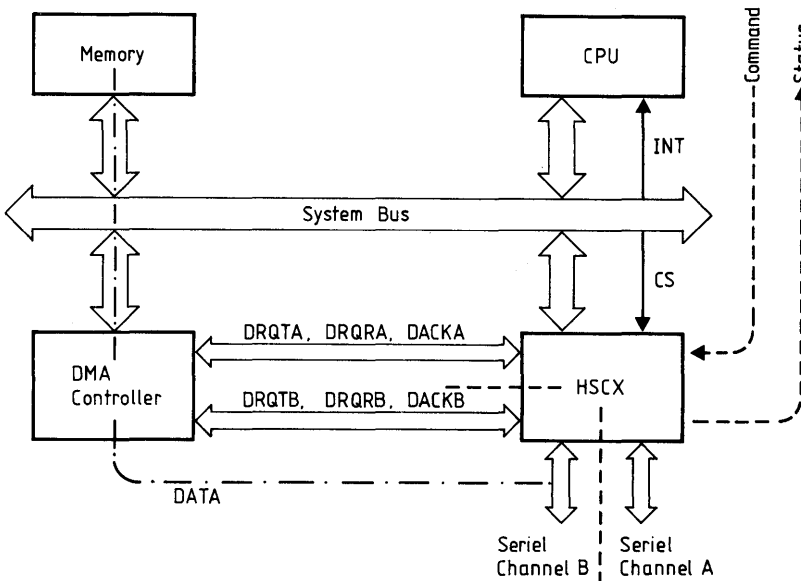 Memory
CPU
Command
Status
INT
System Bus
CS
DRQTA, DRQRA, DACKA
DMA
Controller
HSCX
DRQTB, DRQRB, DACKB
DATA
Seriel
Channel B
Seriel
Channel A